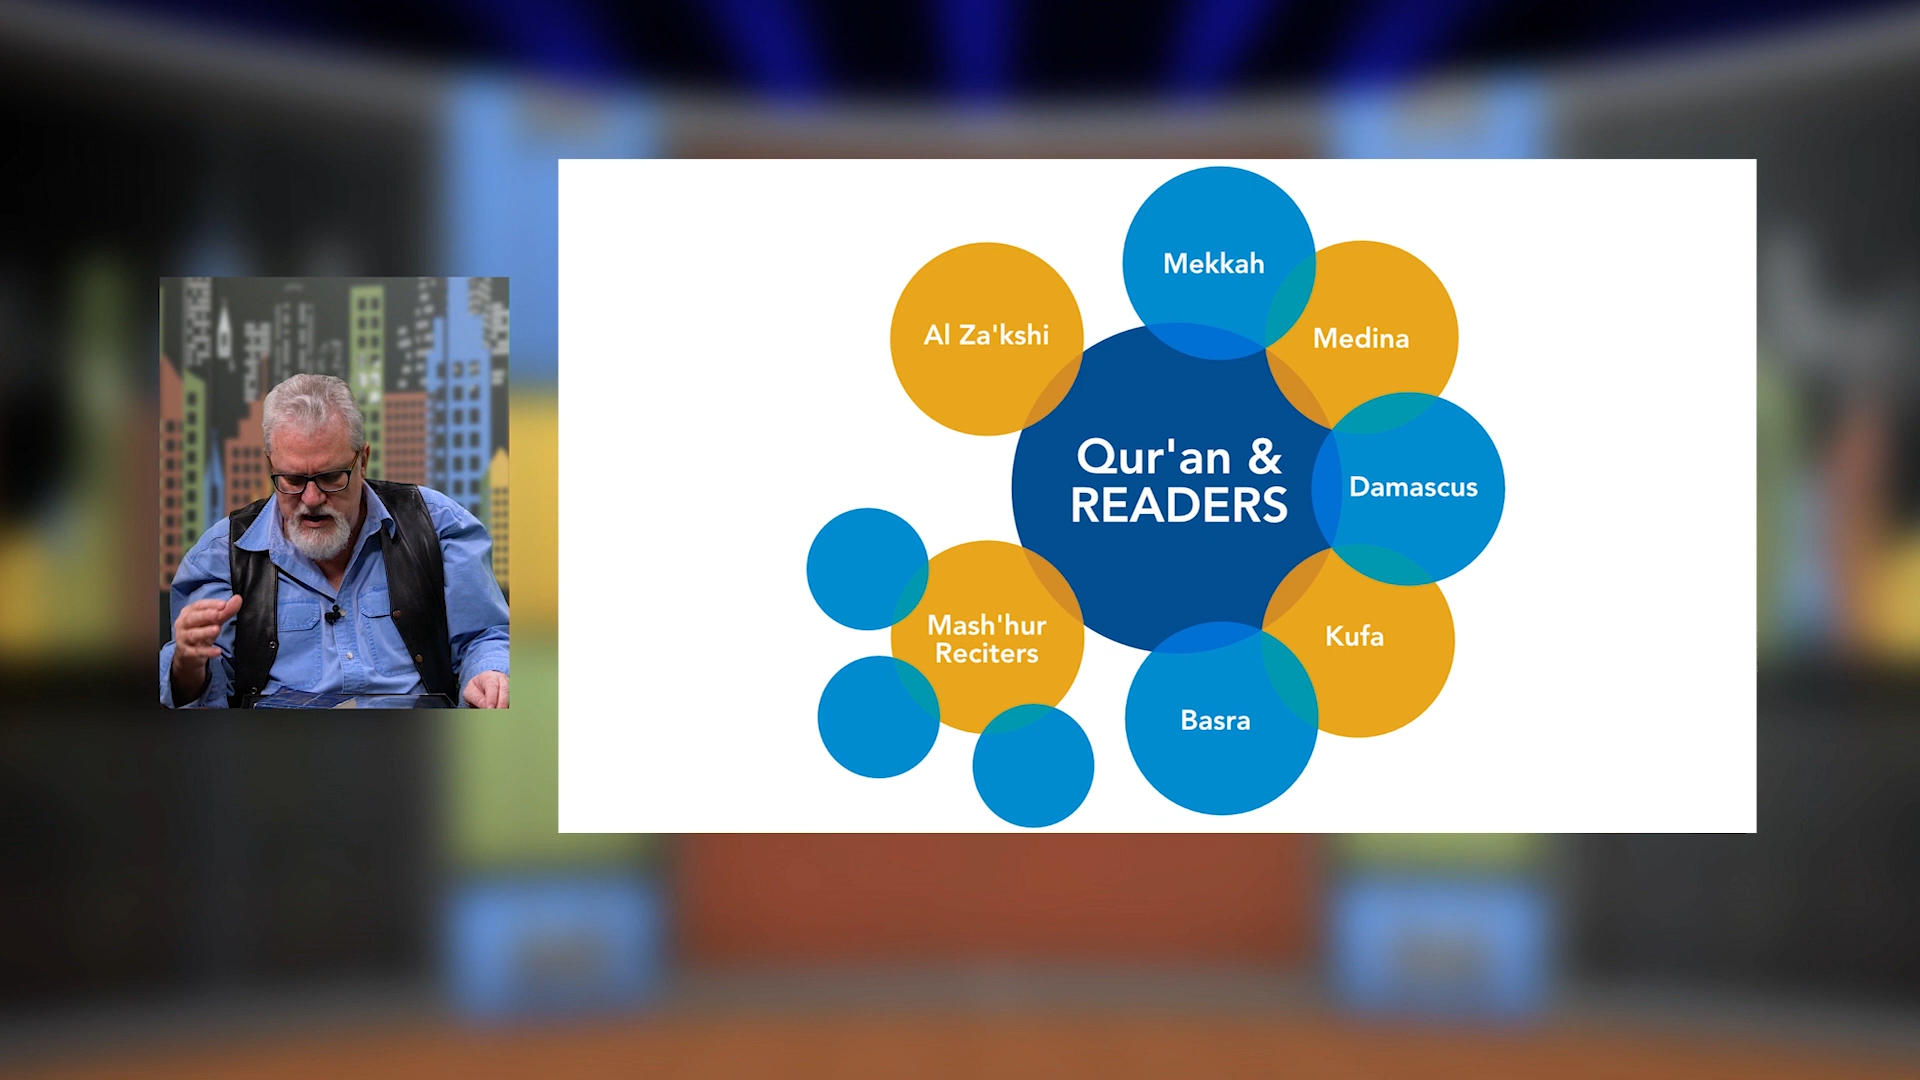 Mekkah
Al Za'kshi
Medina
Qur'an &
READERS
Damascus
Mash'hur
Reciters
Kufa
Basra